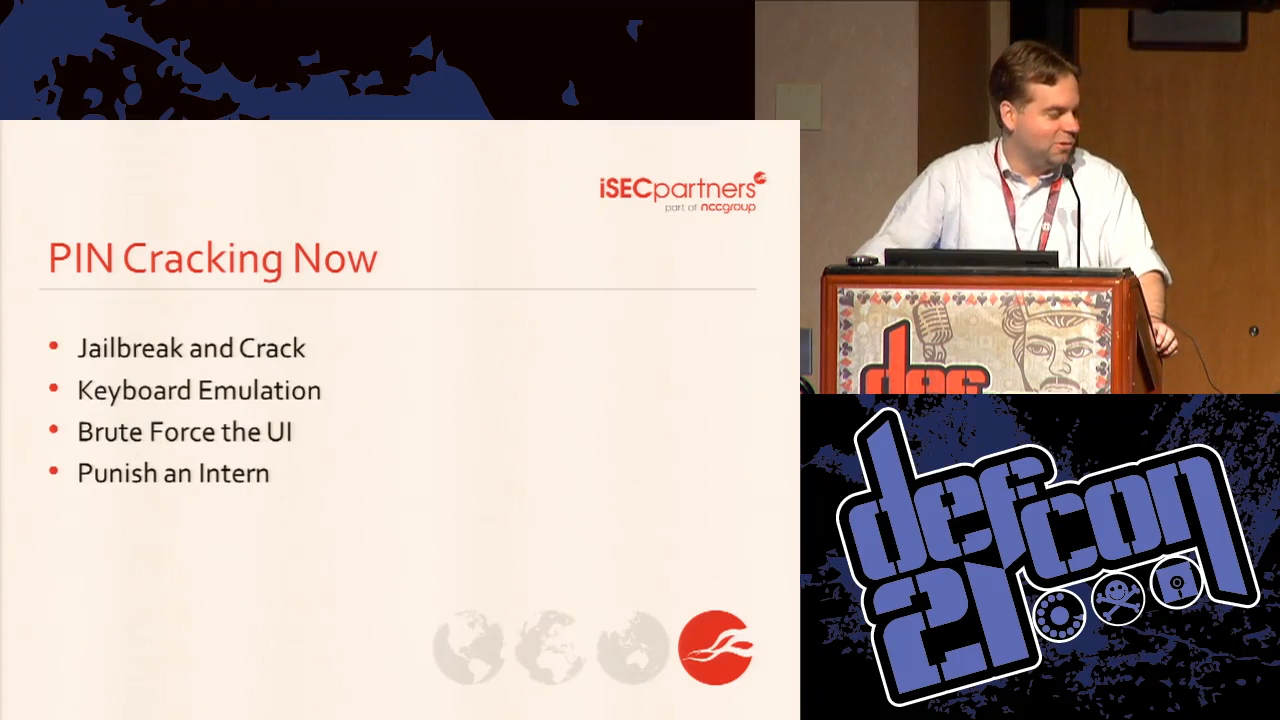 iSECpartners
part of nccgroup
PIN Cracking Now
Jailbreak and Crack
Keyboard Emulation
Brute Force the UI
Punish an Intern
def
defcon
21